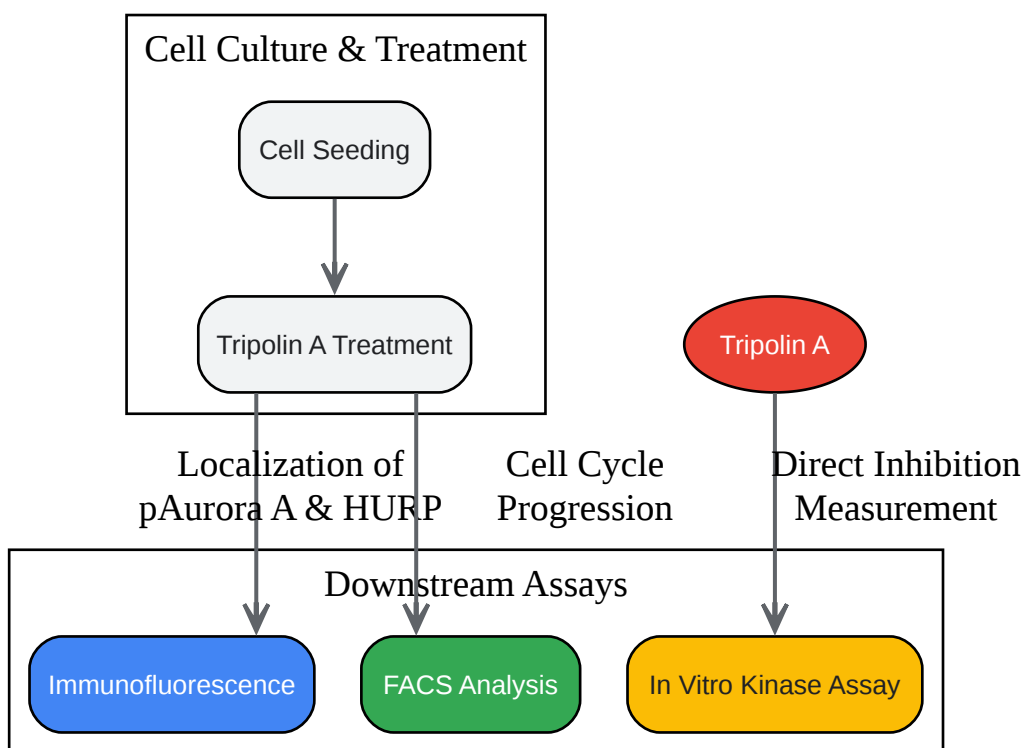 Cell Culture & Treatment
Cell Seeding
Tripolin A Treatment
Tripolin A
Localization of
pAurora A & HURP
Cell Cycle
Progression
Direct Inhibition
Measurement
Downstream Assays
Immunofluorescence
FACS Analysis
In Vitro Kinase Assay